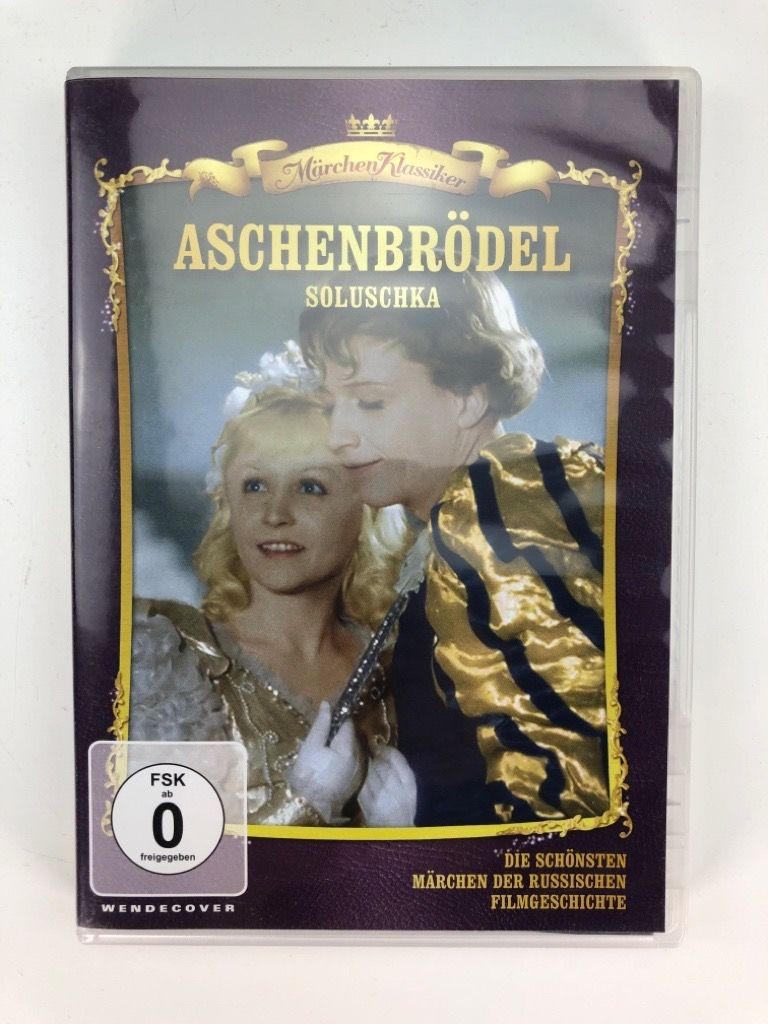 MärchenKlassiker
ASCHENBRÖDEL
SOLUSCHKA
FSK
ab
0
freigegeben
WENDECOVER
DIE SCHÖNSTEN
MÄRCHEN DER RUSSISCHEN
FILMGESCHICHTE